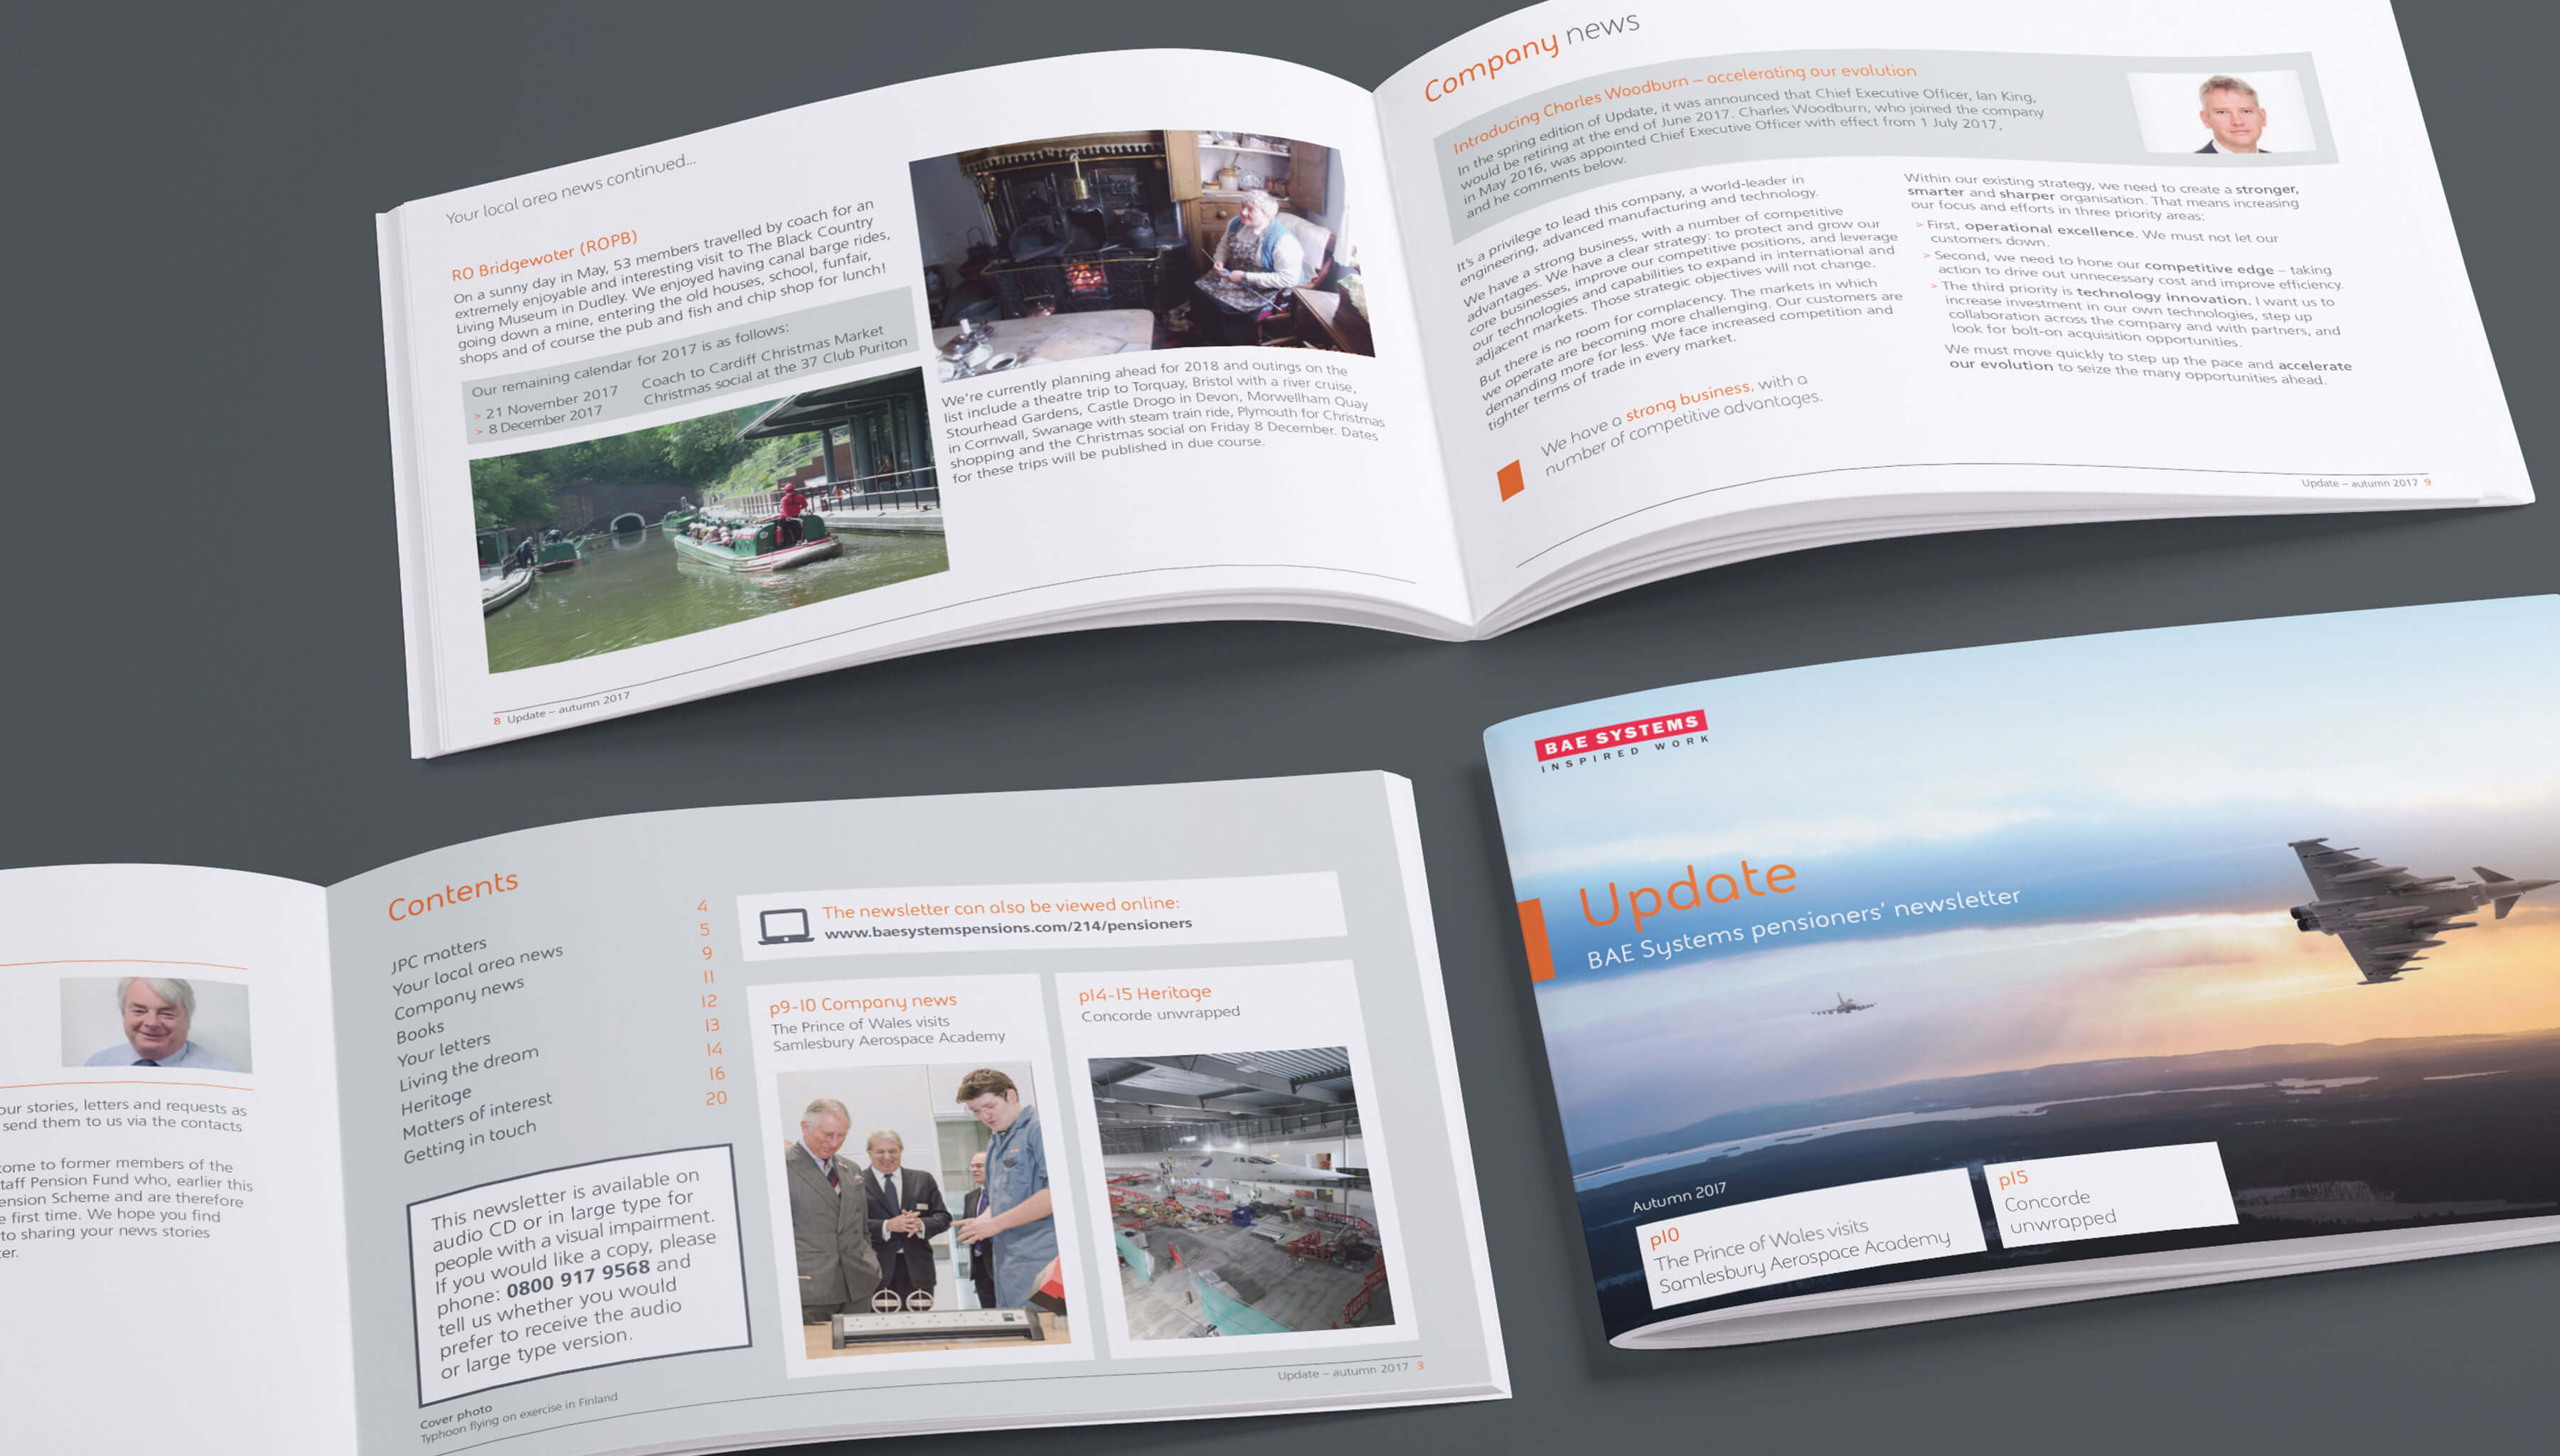 Your local area news continued...
RO Bridgewater (ROPB)
On a sunny day in May, 53 members travelled by coach for an
extremely enjoyable and interesting visit to The Black Country
Living Museum in Dudley. We enjoyed having canal barge rides,
going down a mine, entering the old houses, school, funfair,
shops and of course the pub and fish and chip shop for lunch!
Our remaining calendar for 2017 is as follows:
> 21 November 2017 Coach to Cardiff Christmas Market
> 8 December 2017 Christmas social at the 37 Club Puriton
We're currently planning ahead for 2018 and outings on the
list include a theatre trip to Torquay, Bristol with a river cruise,
Stourhead Gardens, Castle Drogo in Devon, Morwellham Quay
in Cornwall, Swanage with steam train ride, Plymouth for Christmas
shopping and the Christmas social on Friday 8 December. Dates
for these trips will be published in due course.
8 Update – autumn 2017
Company news
Introducing Charles Woodburn – accelerating our evolution
In the spring edition of Update, it was announced that Chief Executive Officer, Ian King,
would be retiring at the end of June 2017. Charles Woodburn, who joined the company
in May 2016, was appointed Chief Executive Officer with effect from 1 July 2017,
and he comments below.
It's a privilege to lead this company, a world-leader in
engineering, advanced manufacturing and technology.
We have a strong business, with a number of competitive
advantages. We have a clear strategy: to protect and grow our
core businesses, improve our competitive positions, and leverage
our technologies and capabilities to expand in international and
adjacent markets. Those strategic objectives will not change.
But there is no room for complacency. The markets in which
we operate are becoming more challenging. Our customers are
demanding more for less. We face increased competition and
tighter terms of trade in every market.
We have a strong business, with a
number of competitive advantages.
Within our existing strategy, we need to create a stronger,
smarter and sharper organisation. That means increasing
our focus and efforts in three priority areas:
> First, operational excellence. We must not let our
customers down.
> Second, we need to hone our competitive edge – taking
action to drive out unnecessary cost and improve efficiency.
> The third priority is technology innovation. I want us to
increase investment in our own technologies, step up
collaboration across the company and with partners, and
look for bolt-on acquisition opportunities.
We must move quickly to step up the pace and accelerate
our evolution to seize the many opportunities ahead.
Update – autumn 2017 9
our stories, letters and requests as
send them to us via the contacts
come to former members of the
taff Pension Fund who, earlier this
ension Scheme and are therefore
e first time. We hope you find
to sharing your news stories
er.
Contents
JPC matters 4
Your local area news 5
Company news 9
Books 11
Your letters 12
Living the dream 13
Heritage 14
Matters of interest 16
Getting in touch 20
This newsletter is available on
audio CD or in large type for
people with a visual impairment.
If you would like a copy, please
phone: 0800 917 9568 and
tell us whether you would
prefer to receive the audio
or large type version.
Cover photo
Typhoon flying on exercise in Finland
The newsletter can also be viewed online:
www.baesystemspensions.com/214/pensioners
p9-10 Company news
The Prince of Wales visits
Samlesbury Aerospace Academy
p14-15 Heritage
Concorde unwrapped
Update – autumn 2017 3
BAE SYSTEMS
INSPIRED WORK
Update
BAE Systems pensioners' newsletter
Autumn 2017
p10
The Prince of Wales visits
Samlesbury Aerospace Academy
p15
Concorde
unwrapped